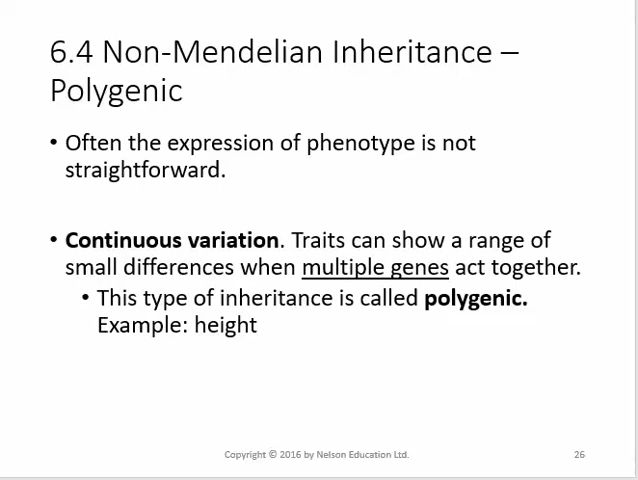 6.4 Non-Mendelian Inheritance –
Polygenic
• Often the expression of phenotype is not
straightforward.
• Continuous variation. Traits can show a range of
small differences when multiple genes act together.
• This type of inheritance is called polygenic.
Example: height
Copyright © 2016 by Nelson Education Ltd.
26